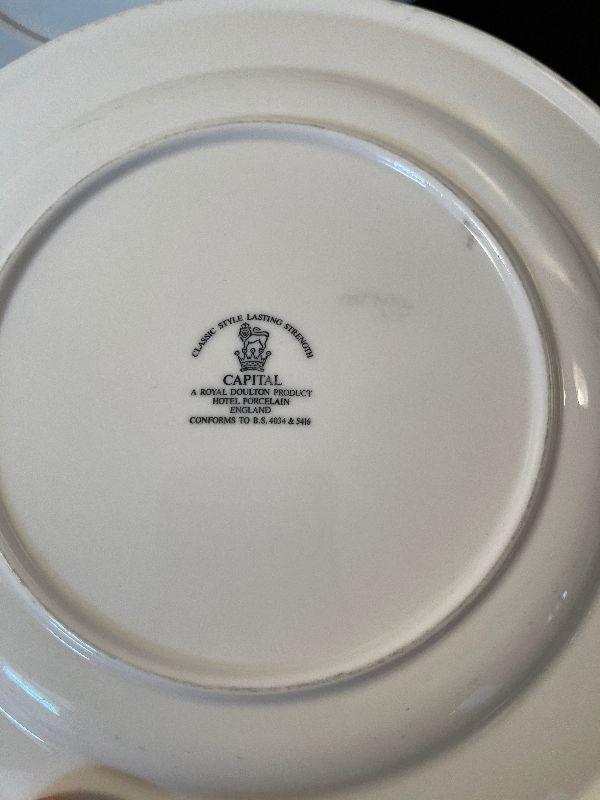 CLASSIC STYLE LASTING STRENGTH
CAPITAL
A ROYAL DOULTON PRODUCT
HOTEL PORCELAIN
ENGLAND
CONFORMS TO B.S. 4034 & 5416